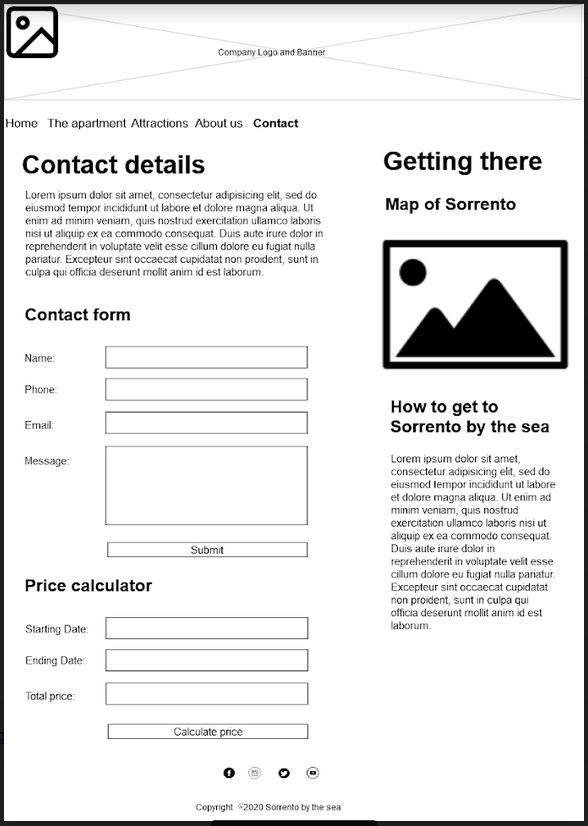 Company Logo and Banner
Home The apartment Attractions About us Contact
Contact details
Lorem ipsum dolor sit amet, consectetur adipisicing elit, sed do
eiusmod tempor incididunt ut labore et dolore magna aliqua. Ut
enim ad minim veniam, quis nostrud exercitation ullamco laboris
nisi ut aliquip ex ea commodo consequat. Duis aute irure dolor in
reprehenderit in voluptate velit esse cillum dolore eu fugiat nulla
pariatur. Excepteur sint occaecat cupidatat non proident, sunt in
culpa qui officia deserunt mollit anim id est laborum.
Contact form
Name:
Phone:
Email:
Message:
Submit
Price calculator
Starting Date:
Ending Date:
Total price:
Calculate price
Getting there
Map of Sorrento
How to get to
Sorrento by the sea
Lorem ipsum dolor sit amet,
consectetur adipisicing elit, sed do
eiusmod tempor incididunt ut labore
et dolore magna aliqua. Ut enim ad
minim veniam, quis nostrud
exercitation ullamco laboris nisi ut
aliquip ex ea commodo consequat.
Duis aute irure dolor in
reprehenderit in voluptate velit esse
cillum dolore eu fugiat nulla pariatur.
Excepteur sint occaecat cupidatat
non proident, sunt in culpa qui
officia deserunt mollit anim id est
laborum.
Copyright ©2020 Sorrento by the sea